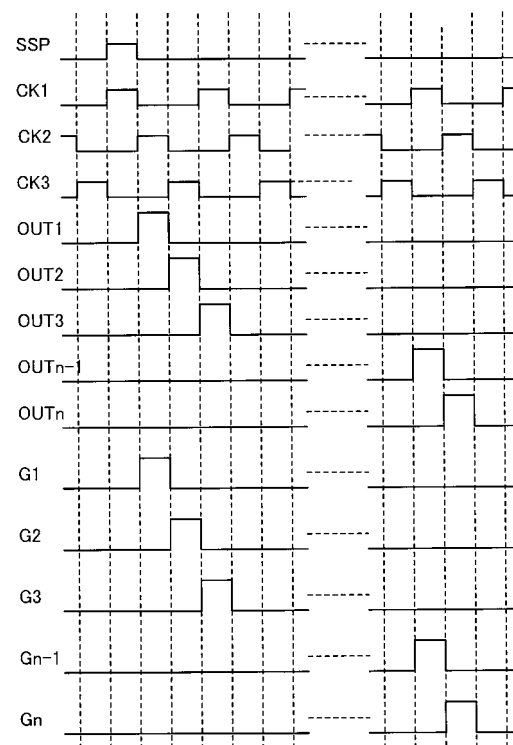 SSP
CK1
CK2
CK3
OUT1
OUT2
OUT3
OUTn-1
OUTn
G1
G2
G3
Gn-1
Gn